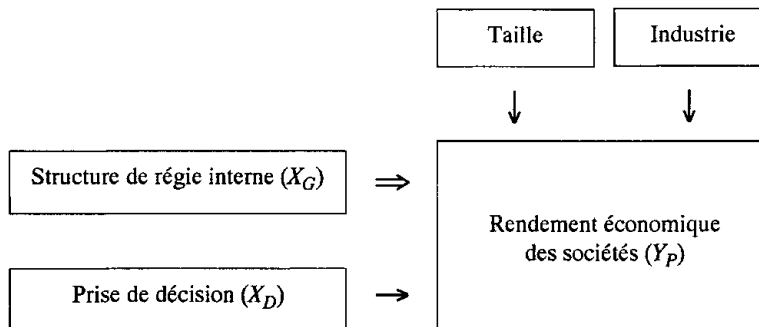 Taille
Industrie
Structure de régie interne (X_G)
Rendement économique
des sociétés (Y_P)
Prise de décision (X_D)